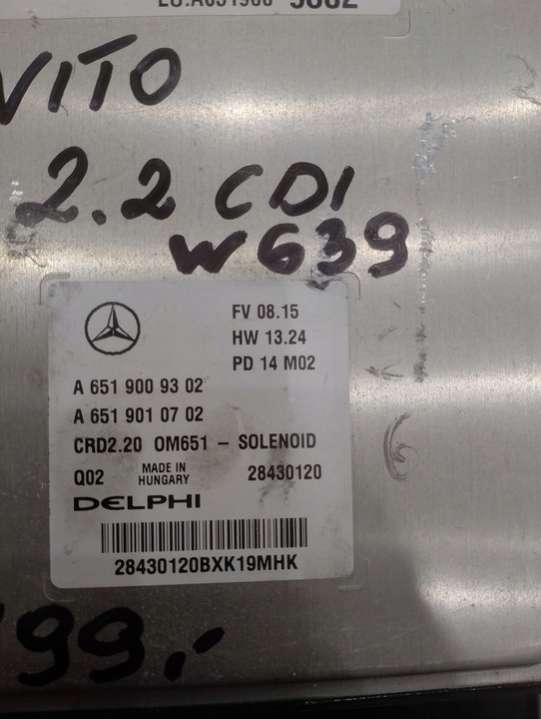 VITO
2.2 CDI
W639
FV 08.15
HW 13.24
PD 14 M02
A 651 900 93 02
A 651 901 07 02
CRD2.20 OM651 – SOLENOID
Q02 MADE IN HUNGARY 28430120
DELPHI
28430120BXK19MHK
99,-